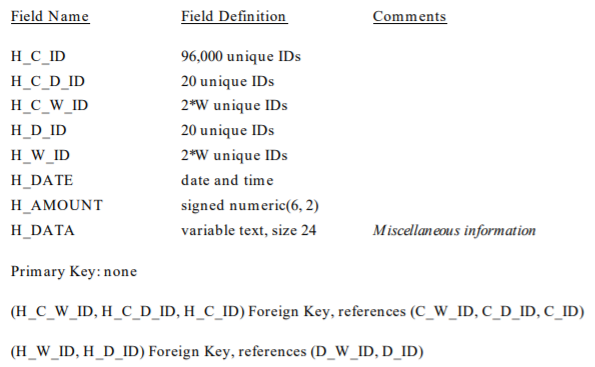 Field Name Field Definition Comments
H_C_ID 96,000 unique IDs
H_C_D_ID 20 unique IDs
H_C_W_ID 2*W unique IDs
H_D_ID 20 unique IDs
H_W_ID 2*W unique IDs
H_DATE date and time
H_AMOUNT signed numeric(6, 2)
H_DATA variable text, size 24 Miscellaneous information
Primary Key: none
(H_C_W_ID, H_C_D_ID, H_C_ID) Foreign Key, references (C_W_ID, C_D_ID, C_ID)
(H_W_ID, H_D_ID) Foreign Key, references (D_W_ID, D_ID)